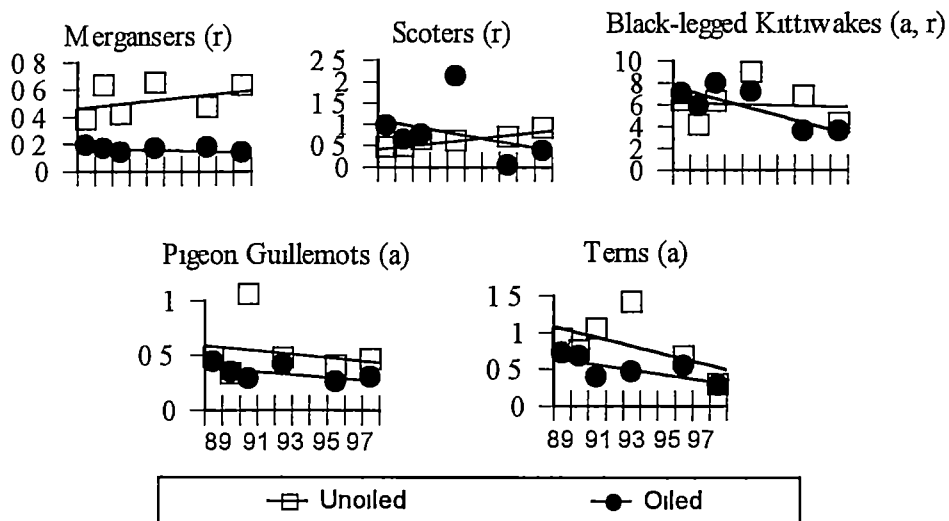 Mergansers (r)
Scoters (r)
Black-legged Kittiwakes (a, r)
0 8
0 6
0 4
0 2
0
2 5
2
1 5
1
0 5
0
10
8
6
4
2
0
Pigeon Guillemots (a)
Terns (a)
1
0 5
0
1 5
1
0 5
0
89 91 93 95 97
89 91 93 95 97
Unoiled
Oiled